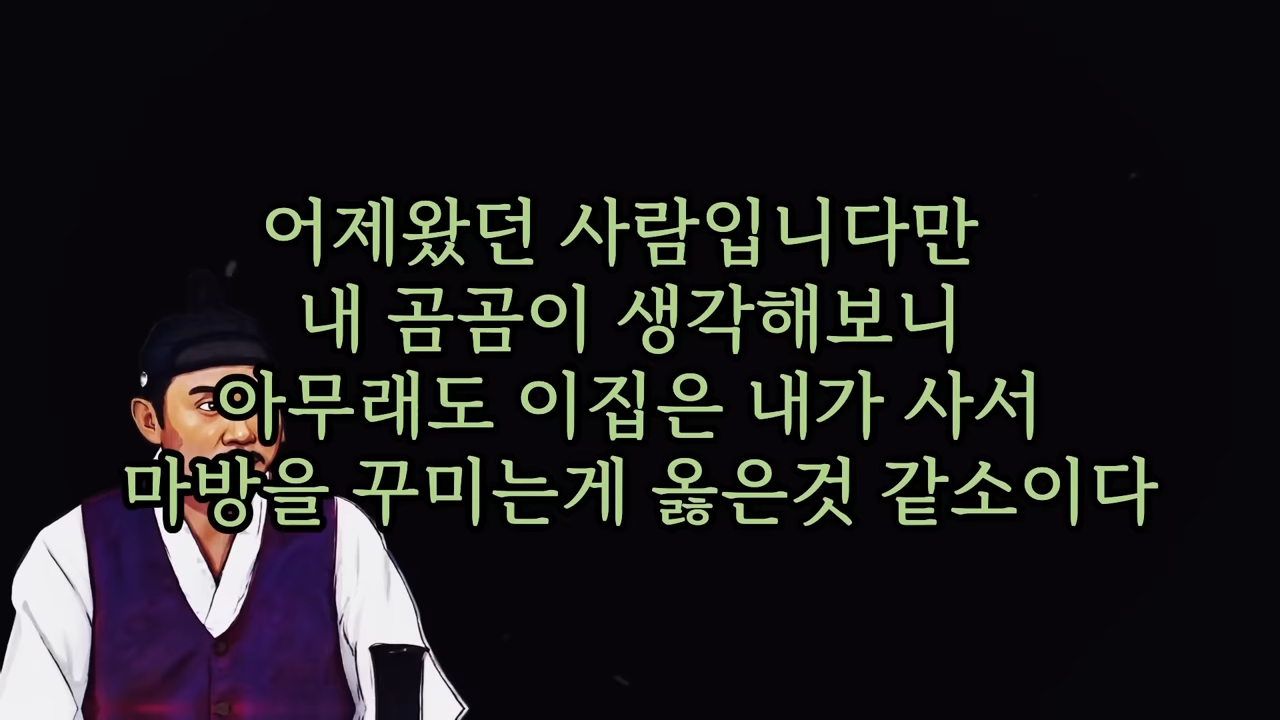 어제왔던 사람입니다만
내 곰곰이 생각해보니
아무래도 이집은 내가 사서
마방을 꾸미는게 옳은것 같소이다